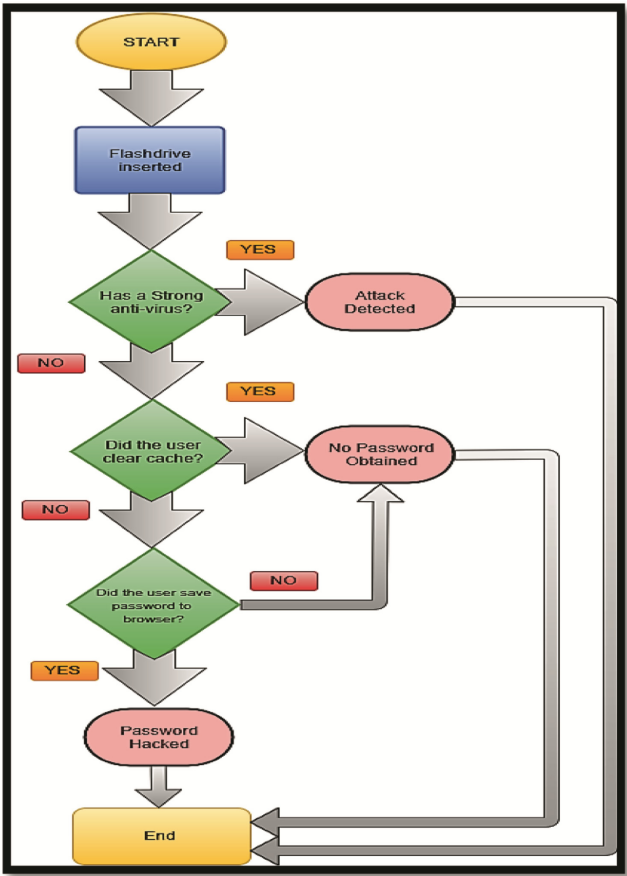 START
Flashdrive
inserted
YES
Has a Strong
anti-virus?
Attack
Detected
NO
YES
Did the user
clear cache?
No Password
Obtained
NO
Did the user save
password to
browser?
NO
YES
Password
Hacked
End